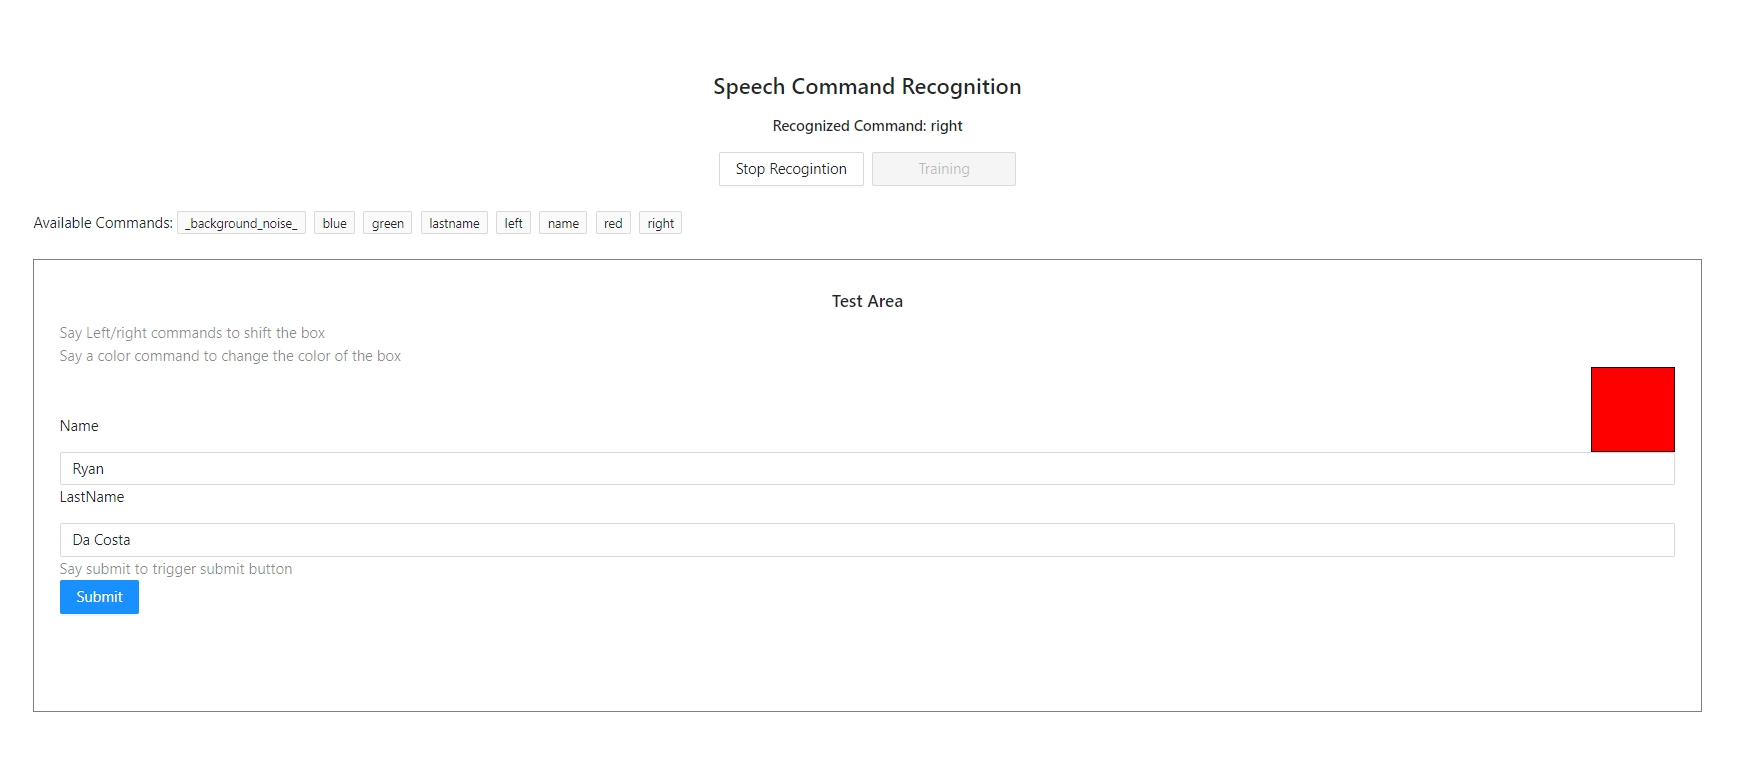 Speech Command Recognition
Recognized Command: right
Stop Recogintion Training
Available Commands: _background_noise_ blue green lastname left name red right
Test Area
Say Left/right commands to shift the box
Say a color command to change the color of the box
Name
Ryan
LastName
Da Costa
Say submit to trigger submit button
Submit